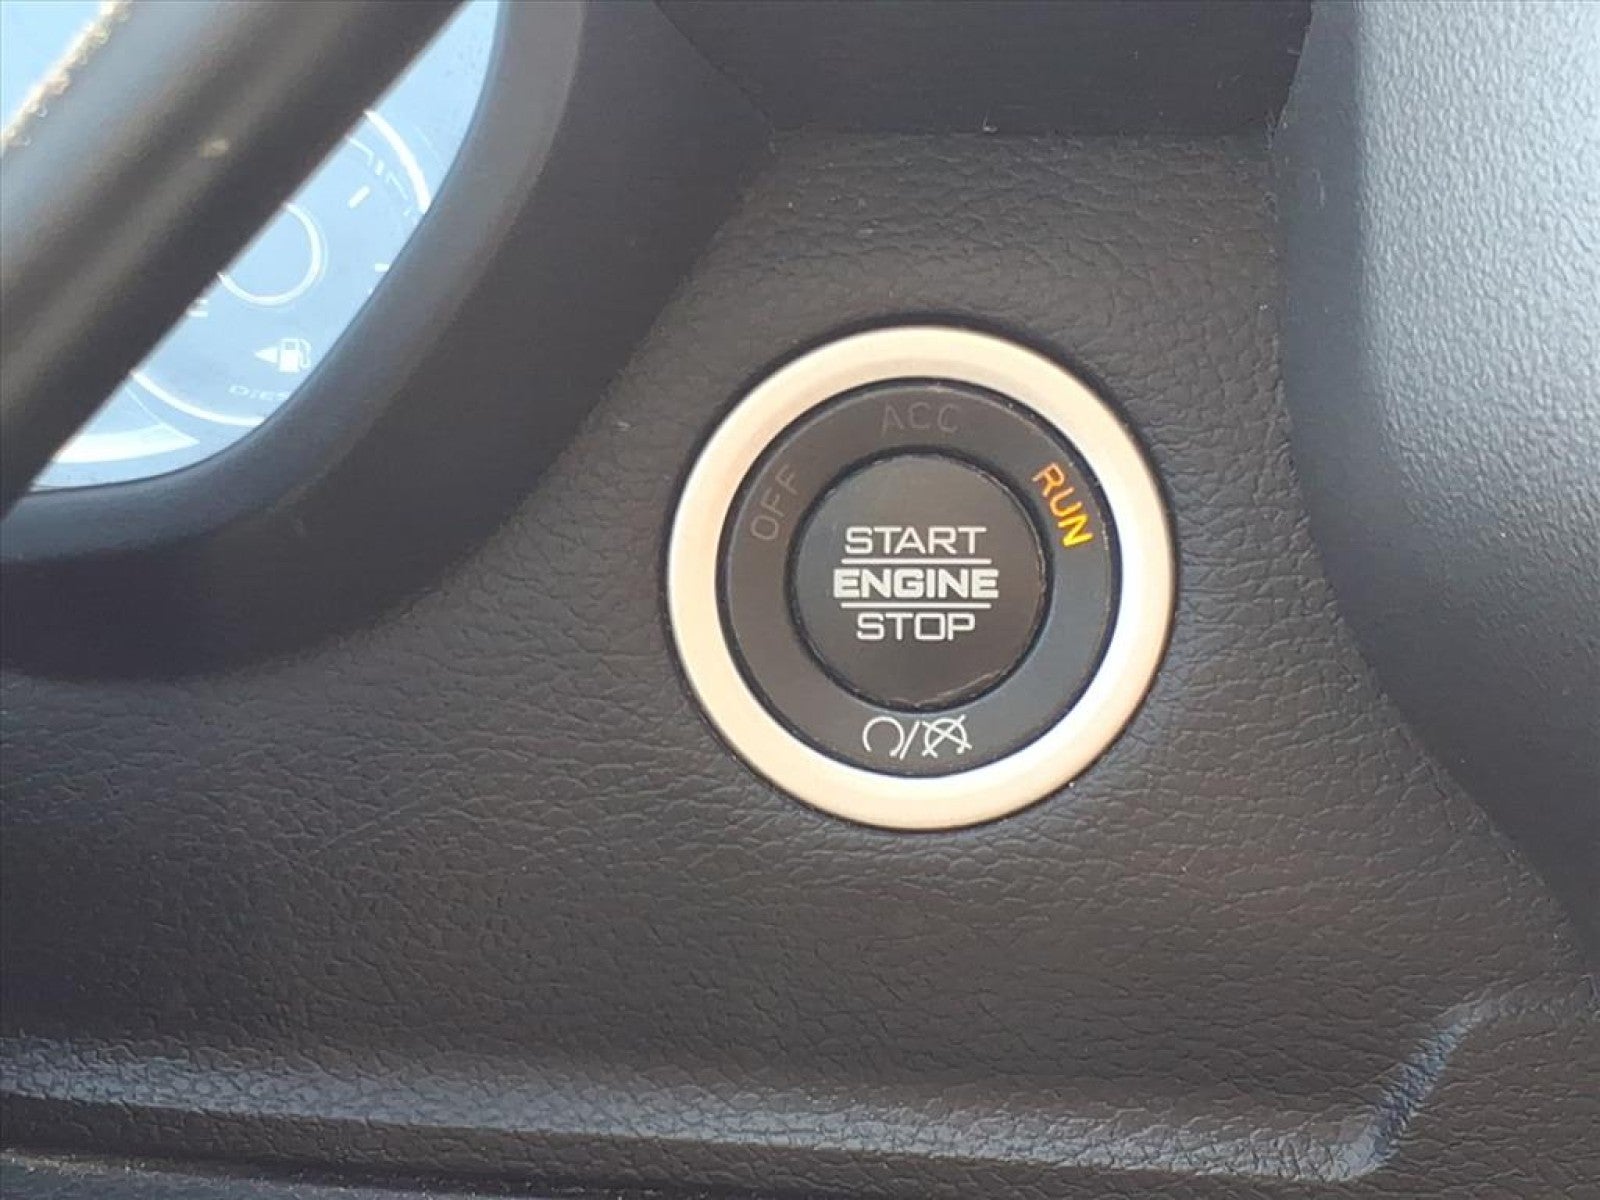 ACC
OFF
RUN
START
ENGINE
STOP